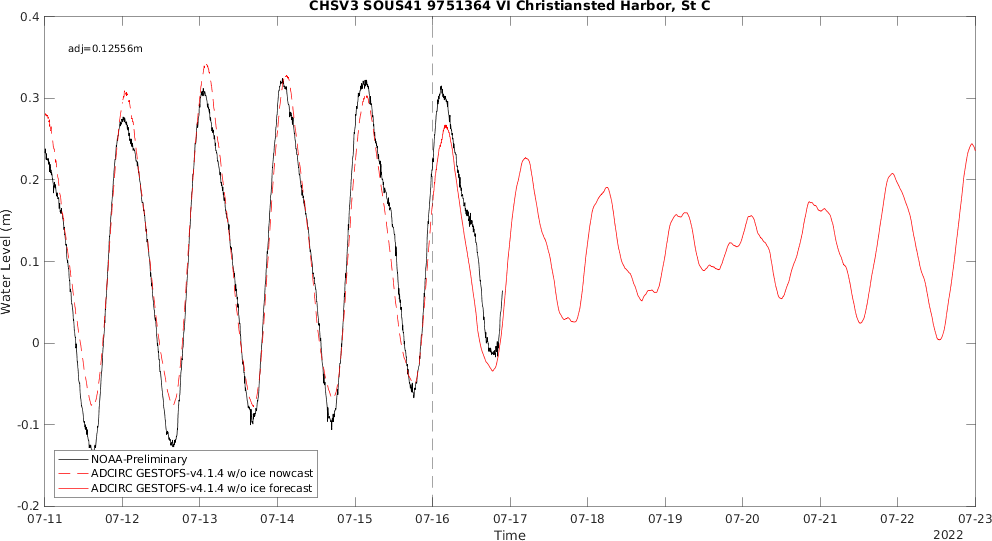 CHSV3 SOUS41 9751364 VI Christiansted Harbor, St C
adj=0.12556m
0.4
0.3
0.2
0.1
0
-0.1
-0.2
Water Level (m)
NOAA-Preliminary
ADCIRC GESTOFS-v4.1.4 w/o ice nowcast
ADCIRC GESTOFS-v4.1.4 w/o ice forecast
07-11 07-12 07-13 07-14 07-15 07-16 07-17 07-18 07-19 07-20 07-21 07-22 07-23
Time
2022